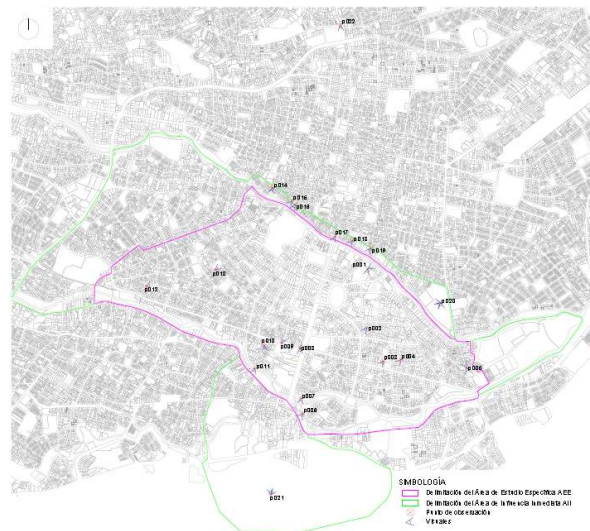 p022
p014
p015
p016
p017
p018
p019
p001
p012
p013
p020
p002
p010
p009
p003
p004
p011
p007
p008
p021
SIMBOLOGÍA
Delimitación del Área de Estudio Específica AEE
Delimitación del Área de Influencia Inmediata AII
Punto de observación
Visuales